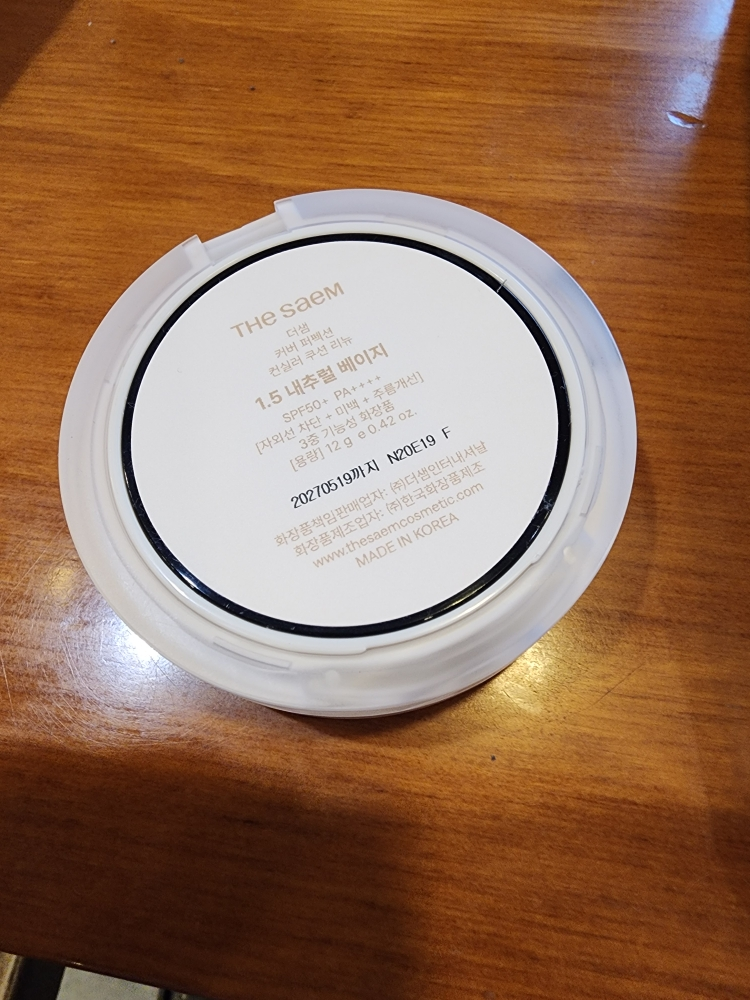 THE SAEM
더샘
커버 퍼펙션
컨실러 쿠션 리뉴
1.5 내추럴 베이지
SPF50+ PA++++
[자외선 차단 + 미백 + 주름개선]
3중 기능성 화장품
[용량] 12 g e 0.42 oz.
20270519까지 N20E19 F
화장품책임판매업자: ㈜더샘인터내셔날
화장품제조업자: ㈜한국화장품제조
www.thesaemcosmetic.com
MADE IN KOREA